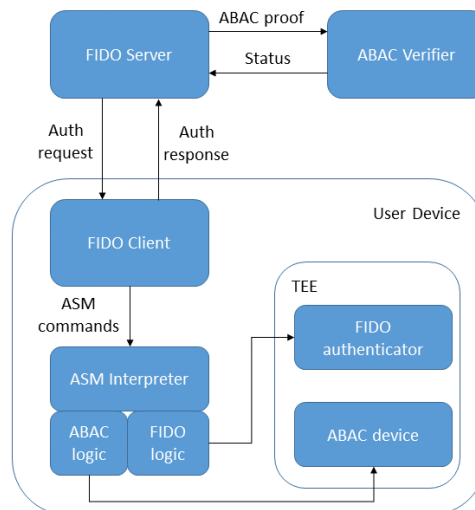 ABAC proof
FIDO Server
ABAC Verifier
Status
Auth
request
Auth
response
User Device
FIDO Client
TEE
ASM
commands
FIDO
authenticator
ASM Interpreter
ABAC
logic
FIDO
logic
ABAC device